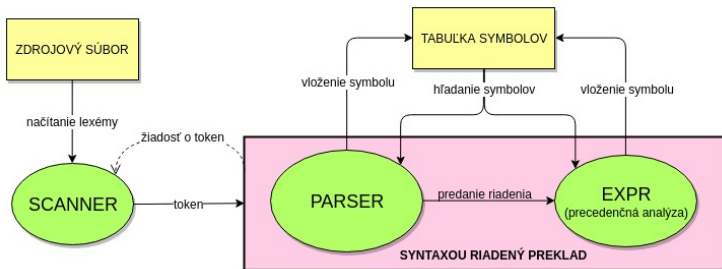 ZDROJOVÝ SÚBOR
TABUĽKA SYMBOLOV
vloženie symbolu
hľadanie symbolov
vloženie symbolu
načítanie lexémy
žiadosť o token
SCANNER
token
PARSER
predanie riadenia
EXPR
(precedenčná analýza)
SYNTAXOU RIADENÝ PREKLAD